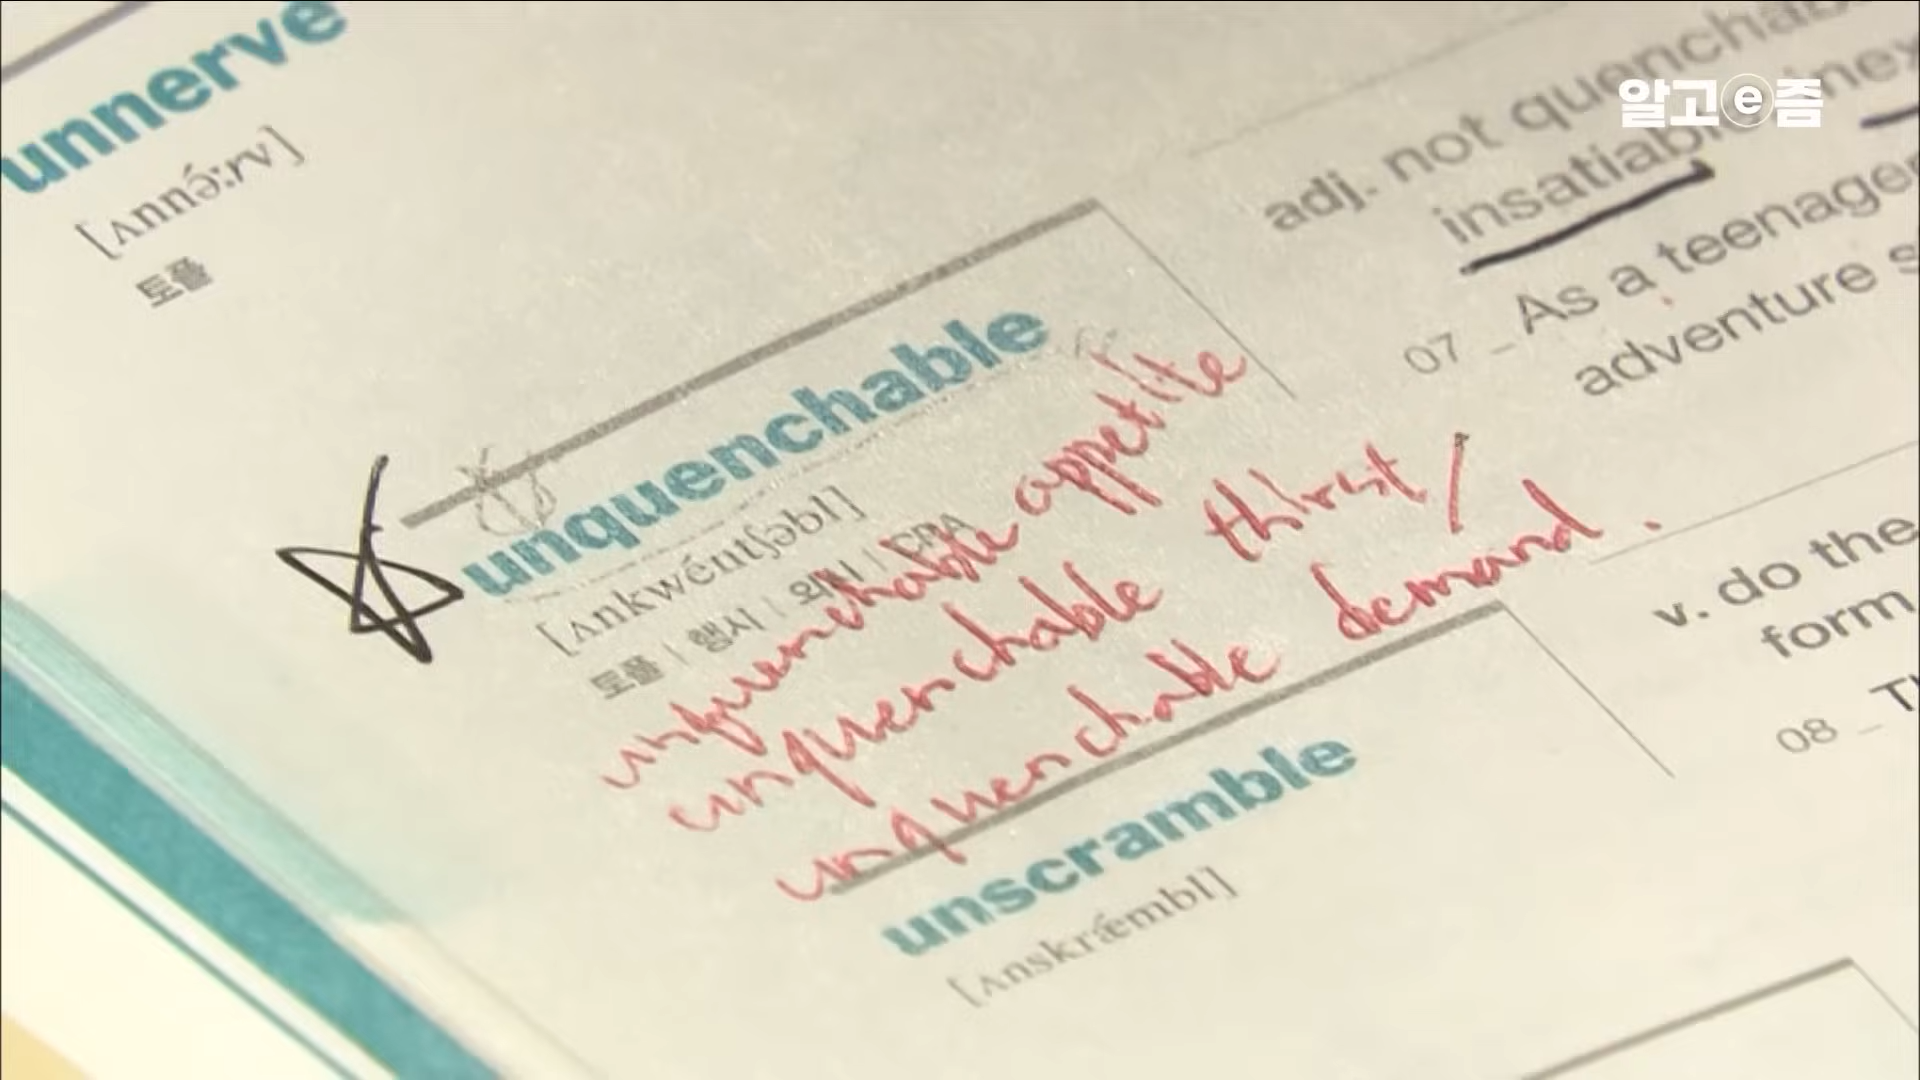 unnerve
[ʌnnə́ːrv]
토플
알고e즘
adj. not quenchab
insatiable inex
07 _ As a teenager
adventure s
unquenchable
[ʌnkwéntʃəbl]
토플 | 행시 | 외시 | CPA
unquenchable appetite
unquenchable thirst/
unquenchable demand.
v. do the
form
08 _ T
unscramble
[ʌnskrǽmbl]